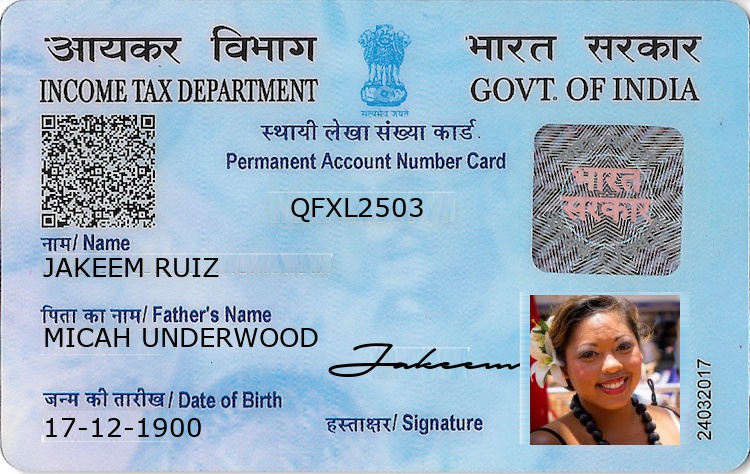 आयकर विभाग
INCOME TAX DEPARTMENT
सत्यमेव जयते
भारत सरकार
GOVT. OF INDIA
स्थायी लेखा संख्या कार्ड
Permanent Account Number Card
QFXL2503
भारत
सरकार
नाम/ Name
JAKEEM RUIZ
पिता का नाम/ Father's Name
MICAH UNDERWOOD
Jakeem
जन्म की तारीख / Date of Birth
17-12-1900
हस्ताक्षर/ Signature
24032017